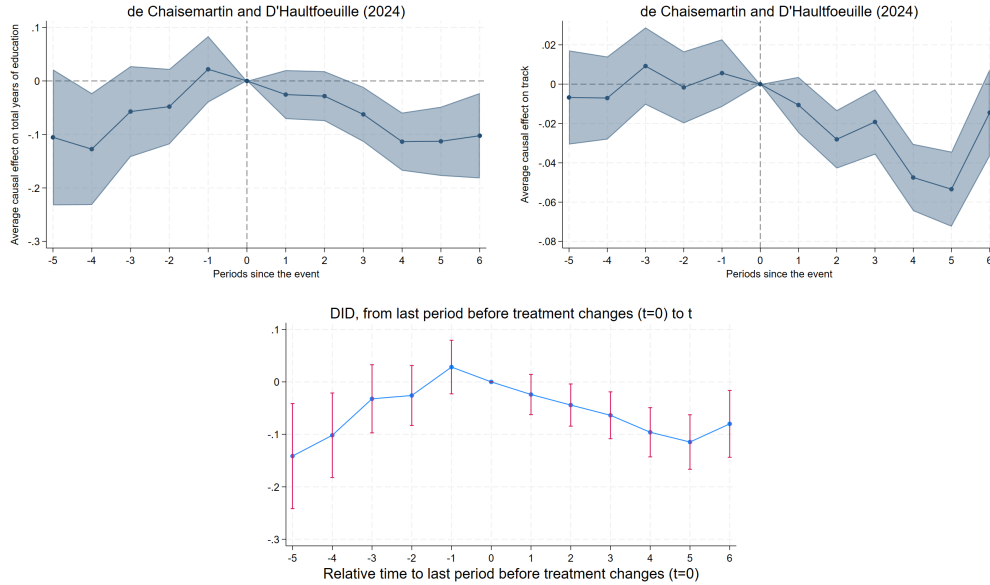 de Chaisemartin and D'Haultfoeuille (2024)
Average causal effect on total years of education
.1
0
-.1
-.2
-.3
-5 -4 -3 -2 -1 0 1 2 3 4 5 6
Periods since the event
de Chaisemartin and D'Haultfoeuille (2024)
Average causal effect on track
.02
0
-.02
-.04
-.06
-.08
-5 -4 -3 -2 -1 0 1 2 3 4 5 6
Periods since the event
DID, from last period before treatment changes (t=0) to t
.1
0
-.1
-.2
-.3
-5 -4 -3 -2 -1 0 1 2 3 4 5 6
Relative time to last period before treatment changes (t=0)